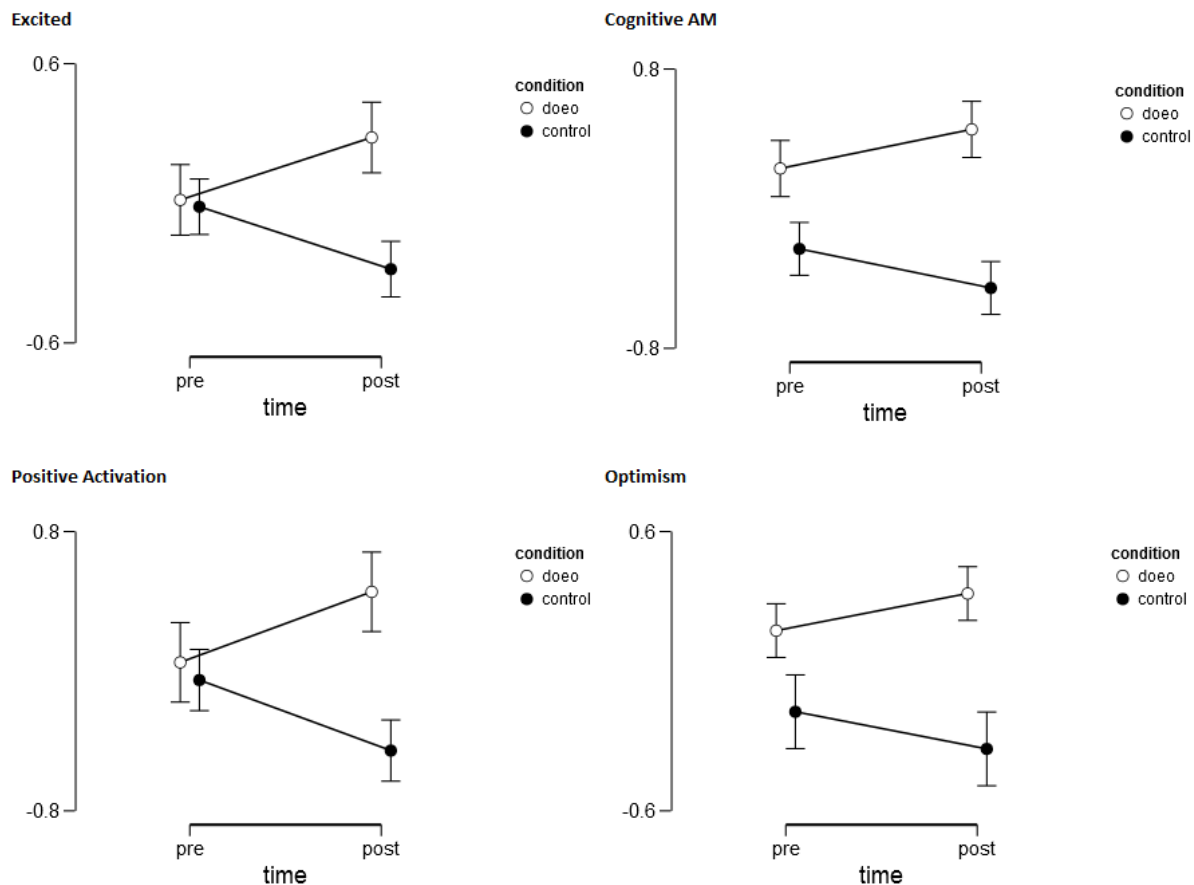 Excited
0.6
-0.6
condition
doeo
control
pre
post
time
Cognitive AM
0.8
-0.8
condition
doeo
control
pre
post
time
Positive Activation
0.8
-0.8
condition
doeo
control
pre
post
time
Optimism
0.6
-0.6
condition
doeo
control
pre
post
time